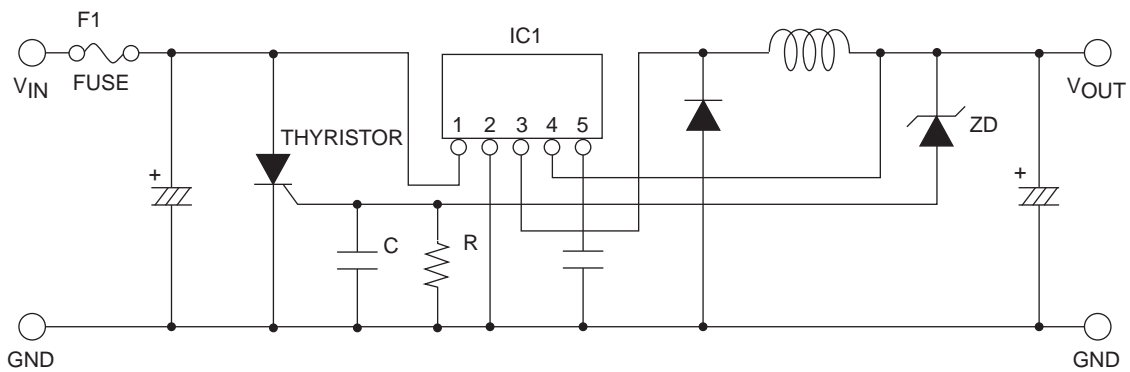 F1
IC1
VIN
FUSE
VOUT
1 2 3 4 5
ZD
THYRISTOR
+
+
C
R
GND
GND